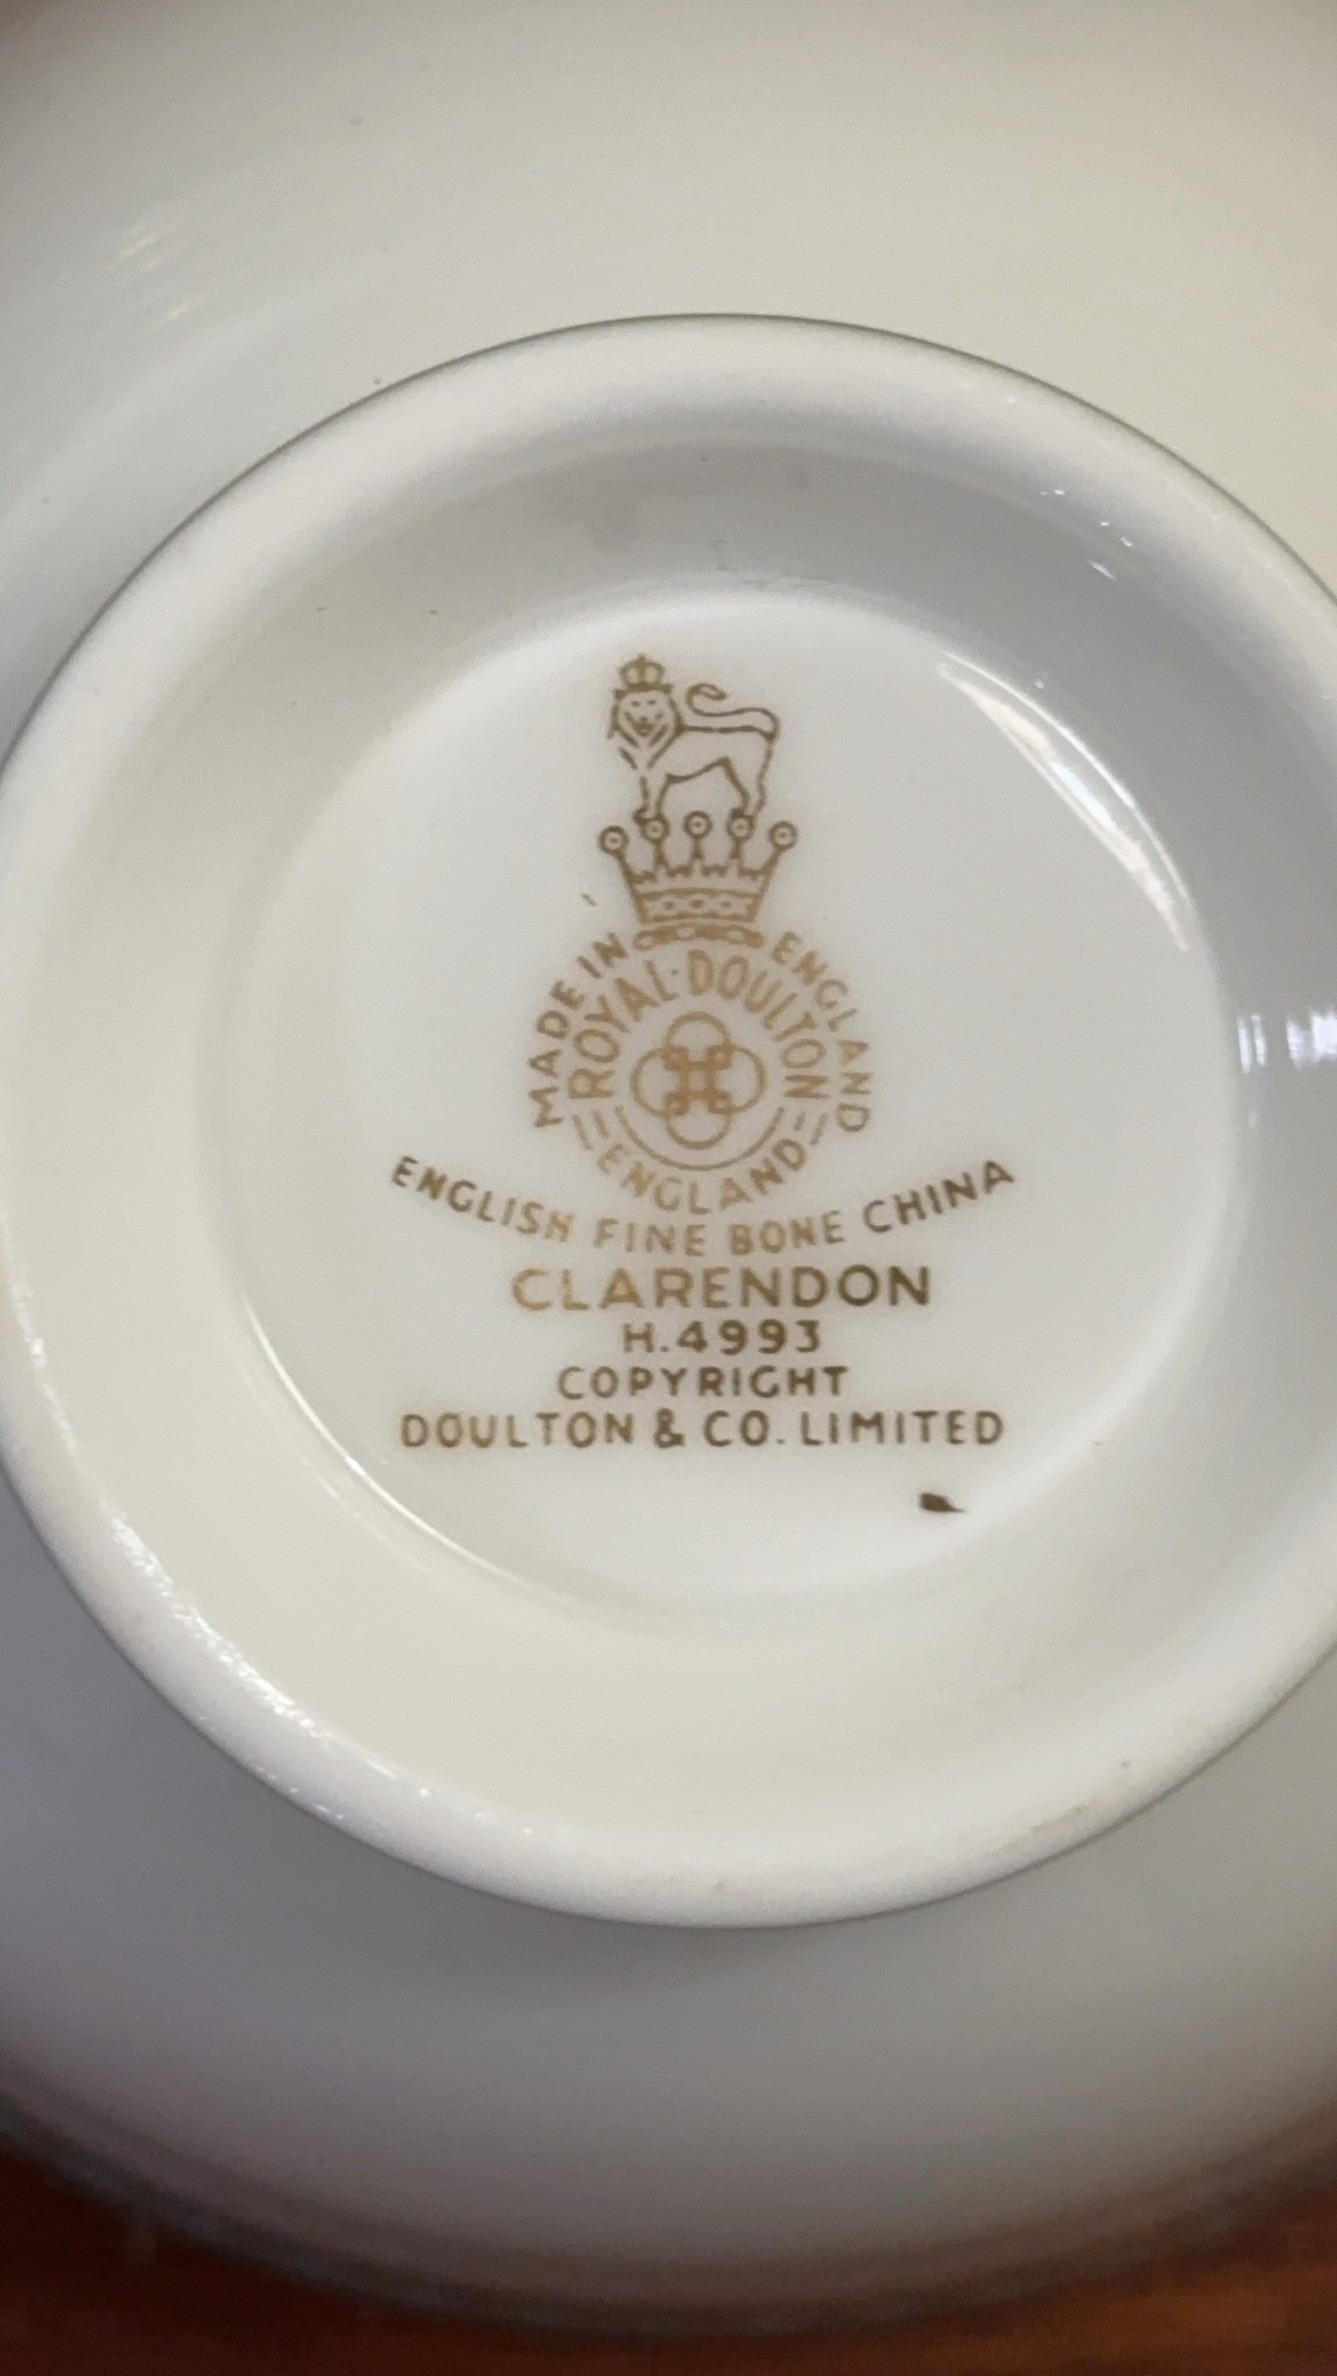 MADE IN ENGLAND
ROYAL·DOULTON
ENGLAND
ENGLISH FINE BONE CHINA
CLARENDON
H.4993
COPYRIGHT
DOULTON & CO. LIMITED